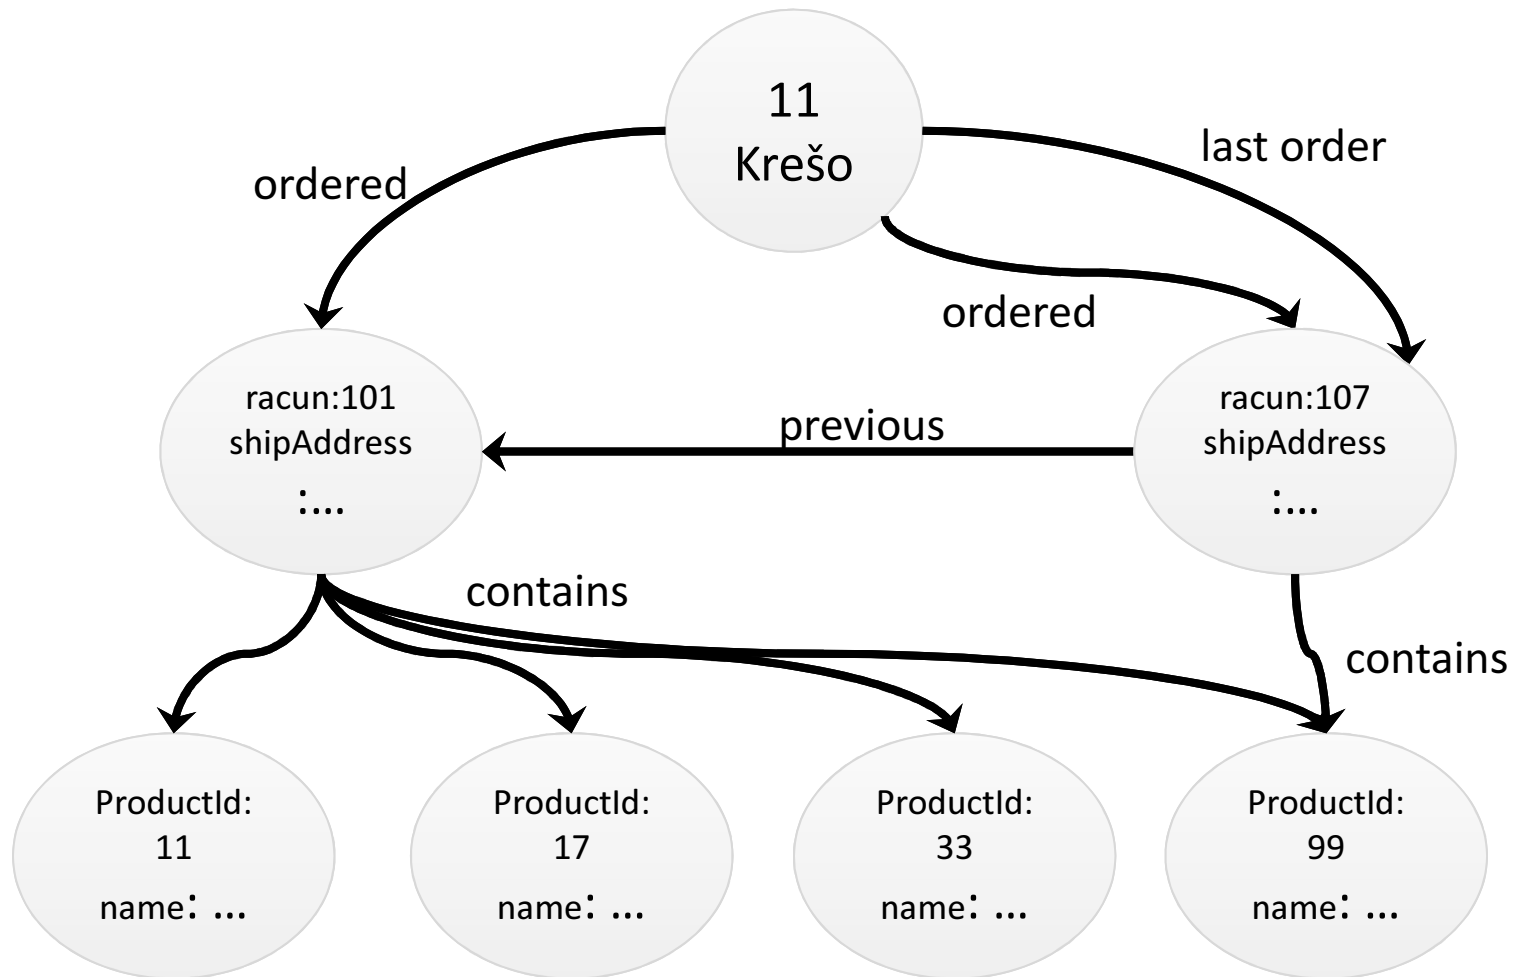 11
Krešo
last order
ordered
ordered
racun:101
shipAddress
:...
previous
racun:107
shipAddress
:...
contains
contains
ProductId:
11
name: ...
ProductId:
17
name: ...
ProductId:
33
name: ...
ProductId:
99
name: ...